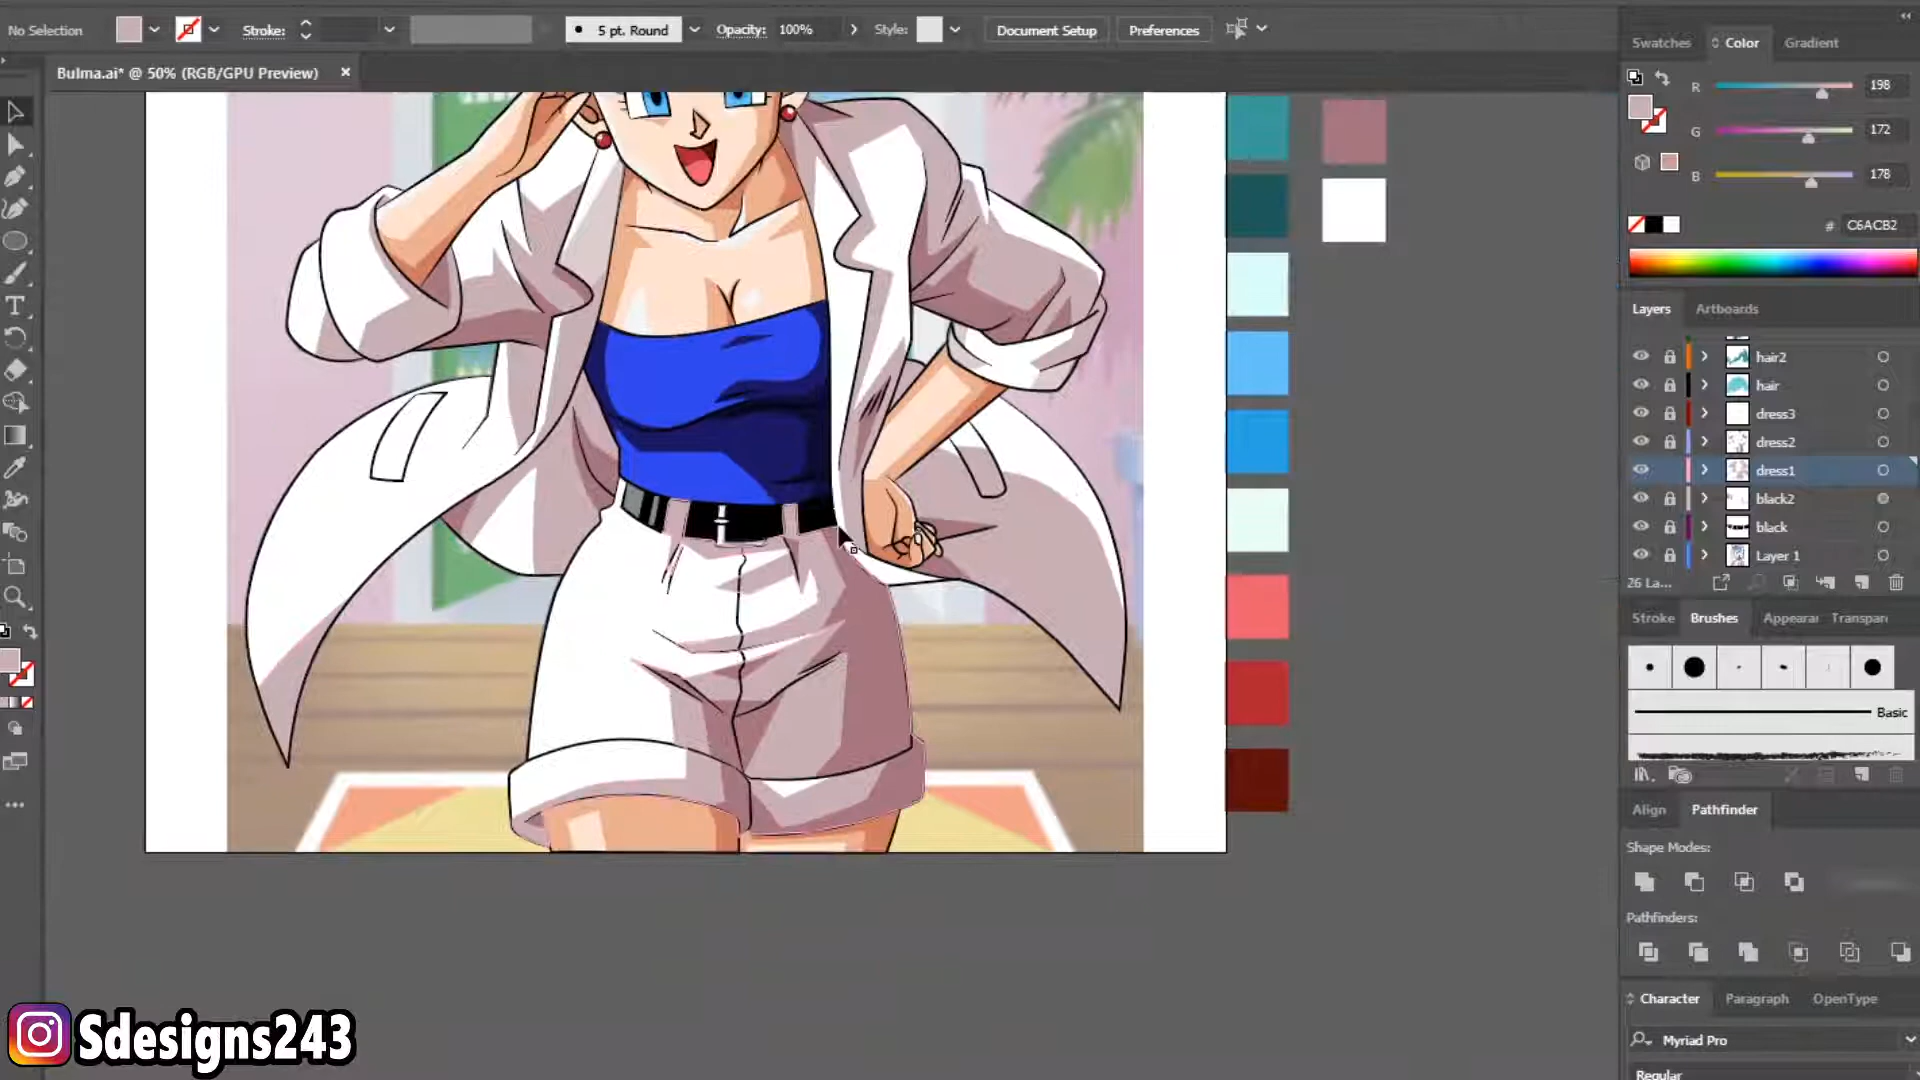 No Selection
Stroke:
5 pt. Round
Opacity:
100%
Style:
Document Setup
Preferences
Bulma.ai* @ 50% (RGB/GPU Preview)
×
Swatches
Color
Gradient
R
198
G
172
B
178
#
C6ACB2
Layers
Artboards
hair2
hair
dress3
dress2
dress1
black2
black
Layer 1
26 La...
Stroke
Brushes
Appearar
Transpar
Basic
Align
Pathfinder
Shape Modes:
Pathfinders:
Character
Paragraph
OpenType
Myriad Pro
Regular
Sdesigns243